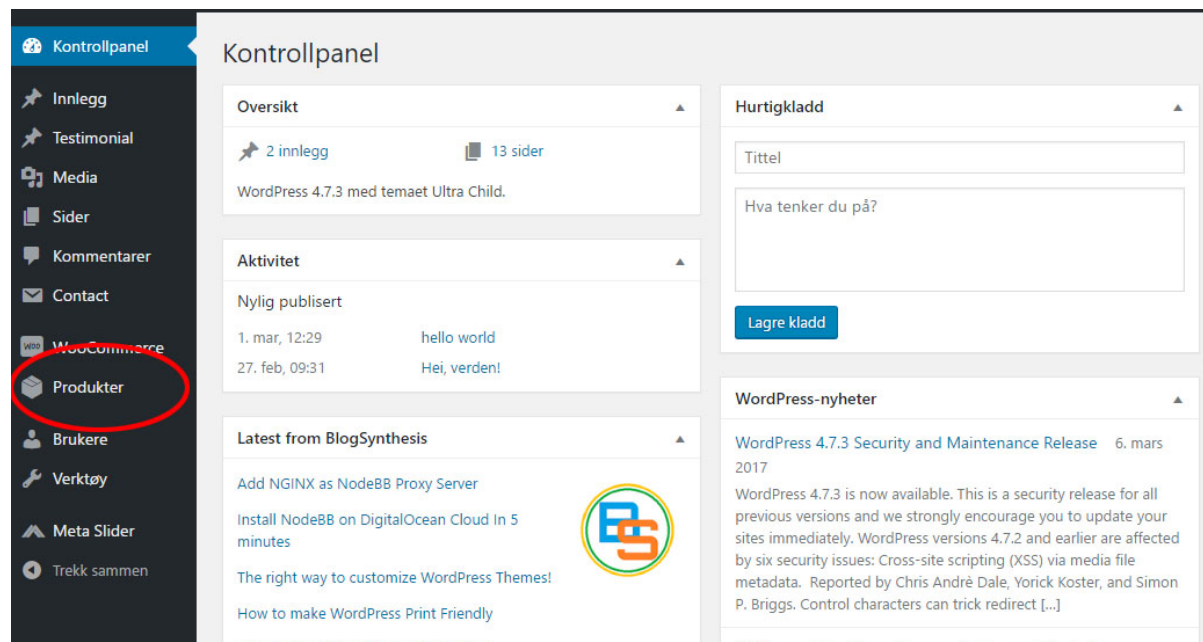 Kontrollpanel
Innlegg
Testimonial
Media
Sider
Kommentarer
Contact
WOO WooCommerce
Produkter
Brukere
Verktøy
Meta Slider
Trekk sammen
Kontrollpanel
Oversikt
2 innlegg 13 sider
WordPress 4.7.3 med temaet Ultra Child.
Aktivitet
Nylig publisert
1. mar, 12:29 hello world
27. feb, 09:31 Hei, verden!
Latest from BlogSynthesis
Add NGINX as NodeBB Proxy Server
Install NodeBB on DigitalOcean Cloud In 5
minutes
The right way to customize WordPress Themes!
How to make WordPress Print Friendly
BS
Hurtigkladd
Tittel
Hva tenker du på?
Lagre kladd
WordPress-nyheter
WordPress 4.7.3 Security and Maintenance Release 6. mars
2017
WordPress 4.7.3 is now available. This is a security release for all
previous versions and we strongly encourage you to update your
sites immediately. WordPress versions 4.7.2 and earlier are affected
by six security issues: Cross-site scripting (XSS) via media file
metadata. Reported by Chris Andrè Dale, Yorick Koster, and Simon
P. Briggs. Control characters can trick redirect [...]